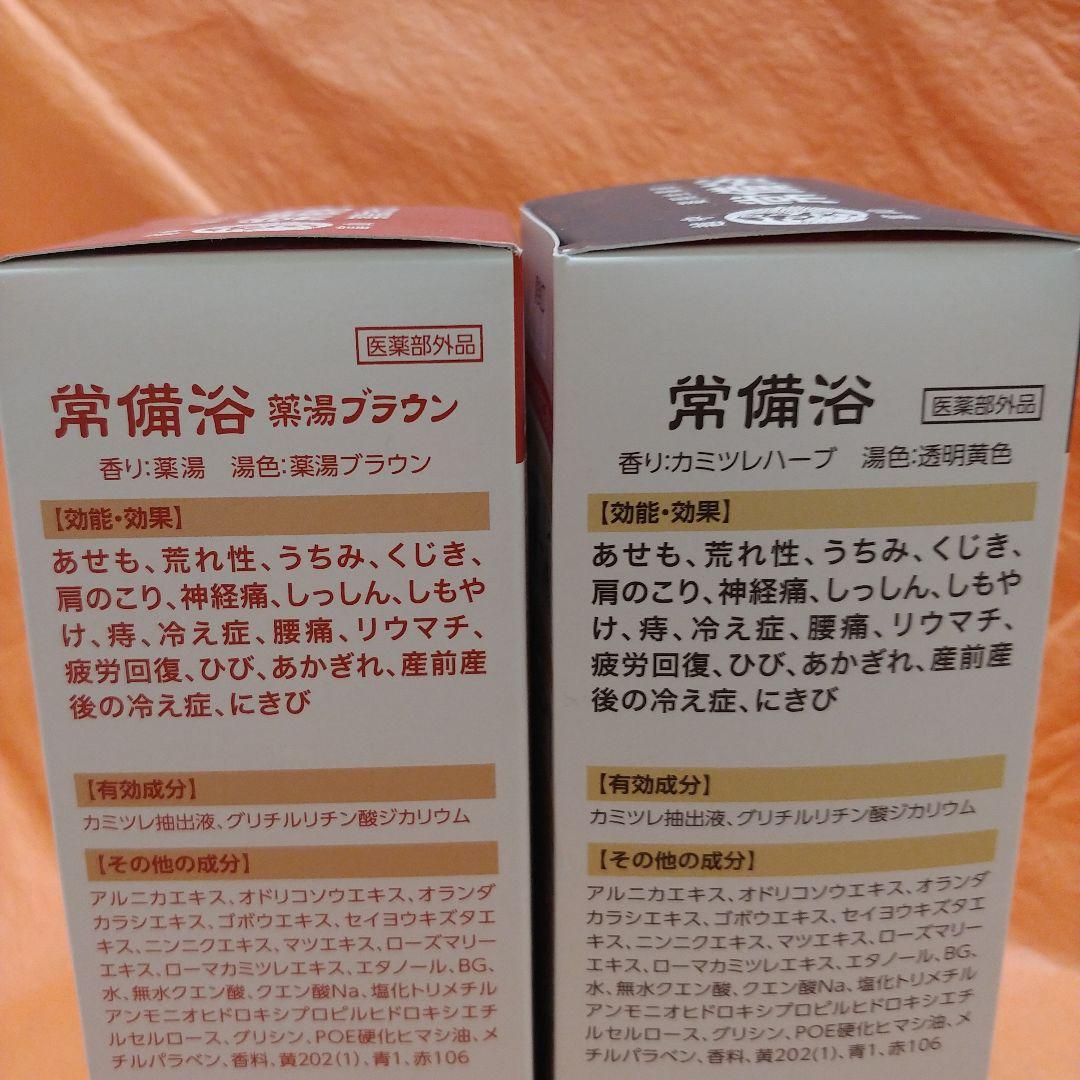 医薬部外品
常備浴 薬湯ブラウン
香り:薬湯 湯色:薬湯ブラウン
【効能・効果】
あせも、荒れ性、うちみ、くじき、
肩のこり、神経痛、しっしん、しもや
け、痔、冷え症、腰痛、リウマチ、
疲労回復、ひび、あかぎれ、産前産
後の冷え症、にきび
【有効成分】
カミツレ抽出液、グリチルリチン酸ジカリウム
【その他の成分】
アルニカエキス、オドリコソウエキス、オランダ
カラシエキス、ゴボウエキス、セイヨウキズタエ
キス、ニンニクエキス、マツエキス、ローズマリー
エキス、ローマカミツレエキス、エタノール、BG、
水、無水クエン酸、クエン酸Na、塩化トリメチル
アンモニオヒドロキシプロピルヒドロキシエチ
ルセルロース、グリシン、POE硬化ヒマシ油、メ
チルパラベン、香料、黄202(1)、青1、赤106
常備浴 医薬部外品
香り:カミツレハーブ 湯色:透明黄色
【効能・効果】
あせも、荒れ性、うちみ、くじき、
肩のこり、神経痛、しっしん、しもや
け、痔、冷え症、腰痛、リウマチ、
疲労回復、ひび、あかぎれ、産前産
後の冷え症、にきび
【有効成分】
カミツレ抽出液、グリチルリチン酸ジカリウム
【その他の成分】
アルニカエキス、オドリコソウエキス、オランダ
カラシエキス、ゴボウエキス、セイヨウキズタエ
キス、ニンニクエキス、マツエキス、ローズマリー
エキス、ローマカミツレエキス、エタノール、BG、
水、無水クエン酸、クエン酸Na、塩化トリメチル
アンモニオヒドロキシプロピルヒドロキシエチ
ルセルロース、グリシン、POE硬化ヒマシ油、メ
チルパラベン、香料、黄202(1)、青1、赤106